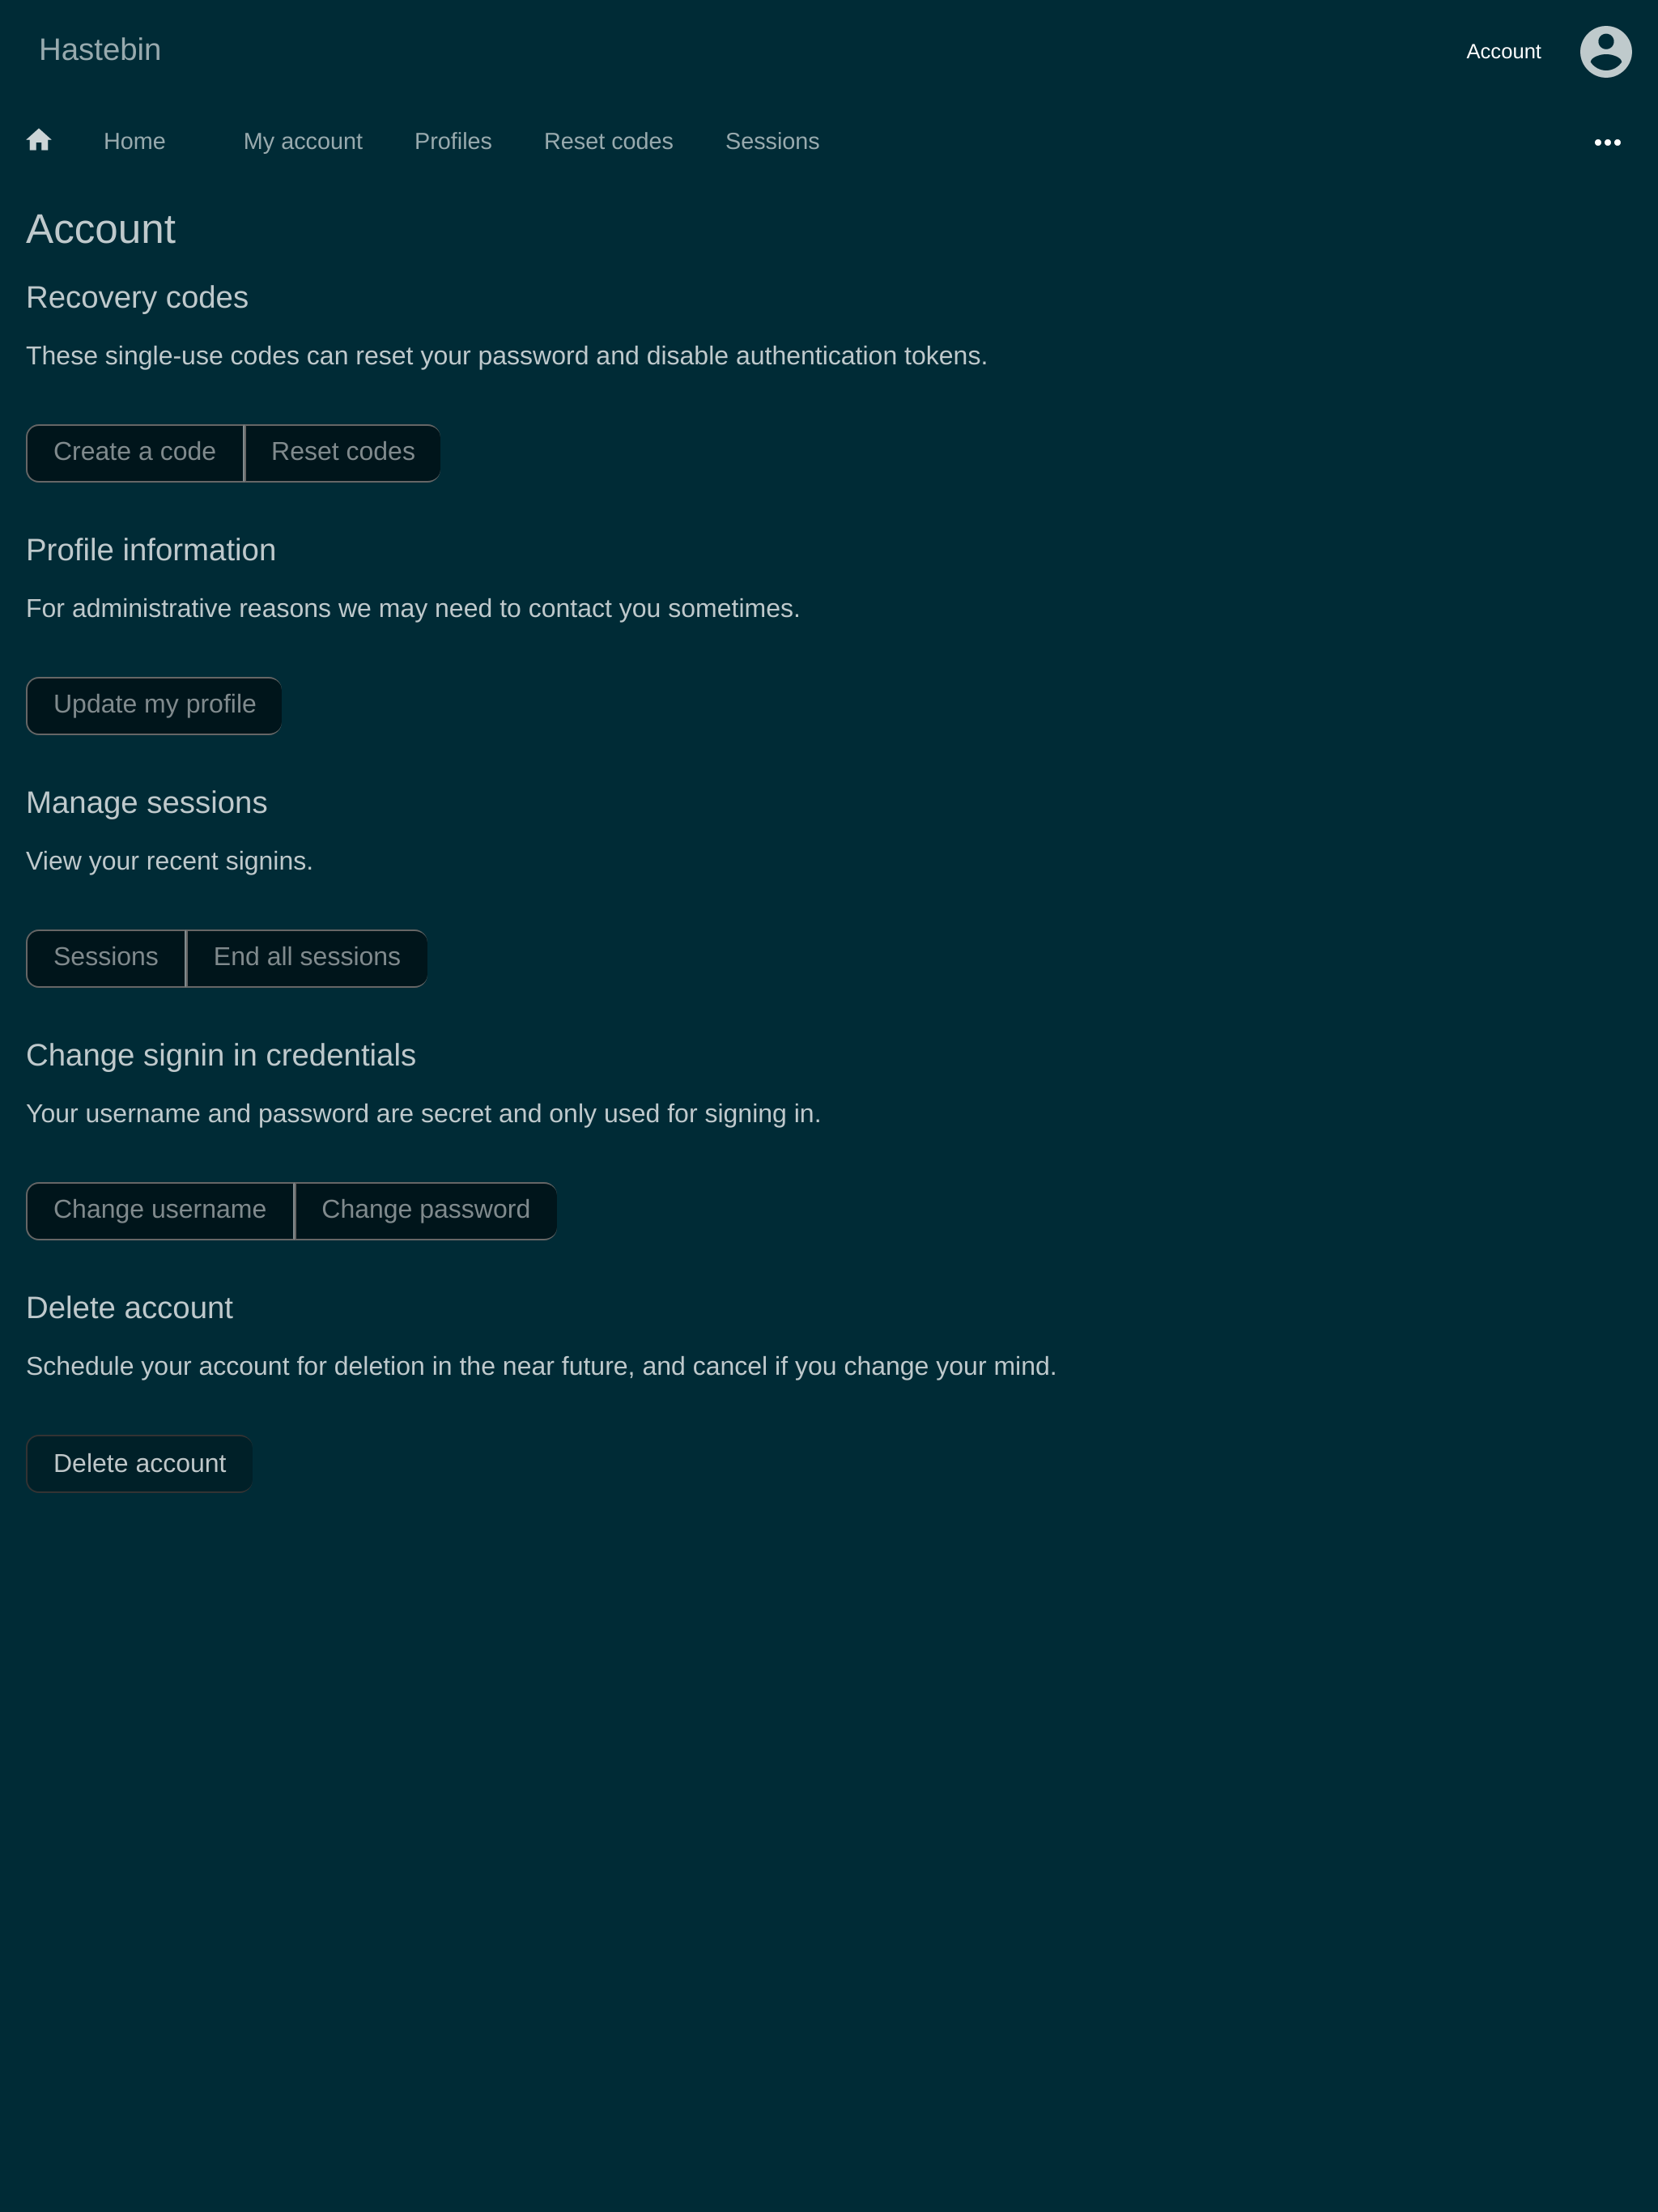 Hastebin
Account
Home
My account
Profiles
Reset codes
Sessions
Account
Recovery codes
These single-use codes can reset your password and disable authentication tokens.
Create a code
Reset codes
Profile information
For administrative reasons we may need to contact you sometimes.
Update my profile
Manage sessions
View your recent signins.
Sessions
End all sessions
Change signin in credentials
Your username and password are secret and only used for signing in.
Change username
Change password
Delete account
Schedule your account for deletion in the near future, and cancel if you change your mind.
Delete account